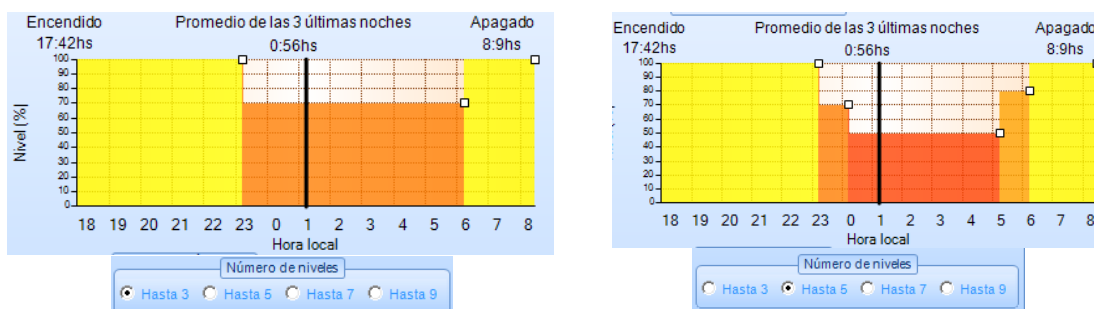 Encendido Promedio de las 3 últimas noches Apagado
17:42hs 0:56hs 8:9hs
Nivel (%)
100
90
80
70
60
50
40
30
20
10
0
18 19 20 21 22 23 0 1 2 3 4 5 6 7 8
Hora local
Número de niveles
Hasta 3 Hasta 5 Hasta 7 Hasta 9
Encendido Promedio de las 3 últimas noches Apagado
17:42hs 0:56hs 8:9hs
100
90
80
70
60
50
40
30
20
10
0
18 19 20 21 22 23 0 1 2 3 4 5 6 7 8
Hora local
Número de niveles
Hasta 3 Hasta 5 Hasta 7 Hasta 9